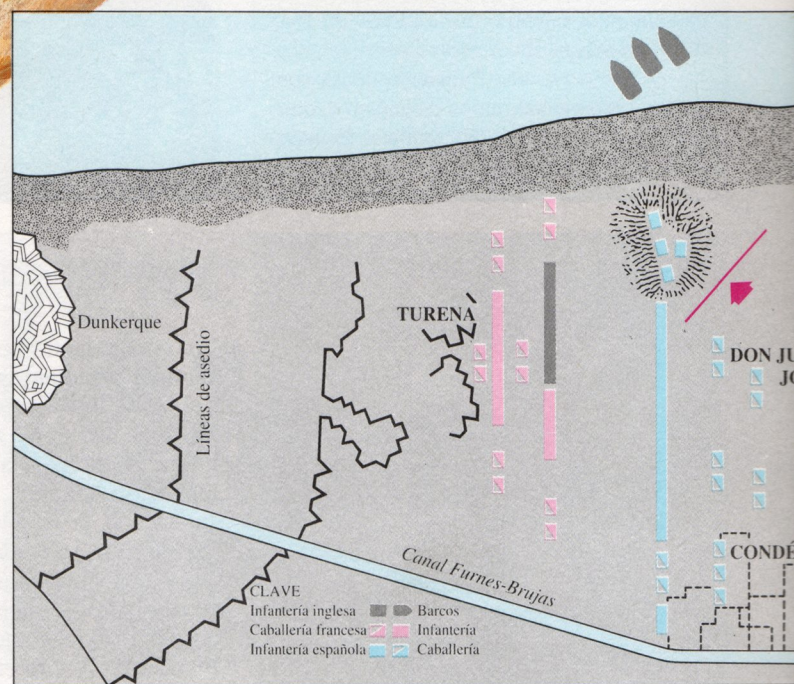 TURENA
Dunkerque
Líneas de asedio
DON JU
JO
CONDÉ
Canal Furnes-Brujas
CLAVE
Infantería inglesa Barcos
Caballería francesa Infantería
Infantería española Caballería